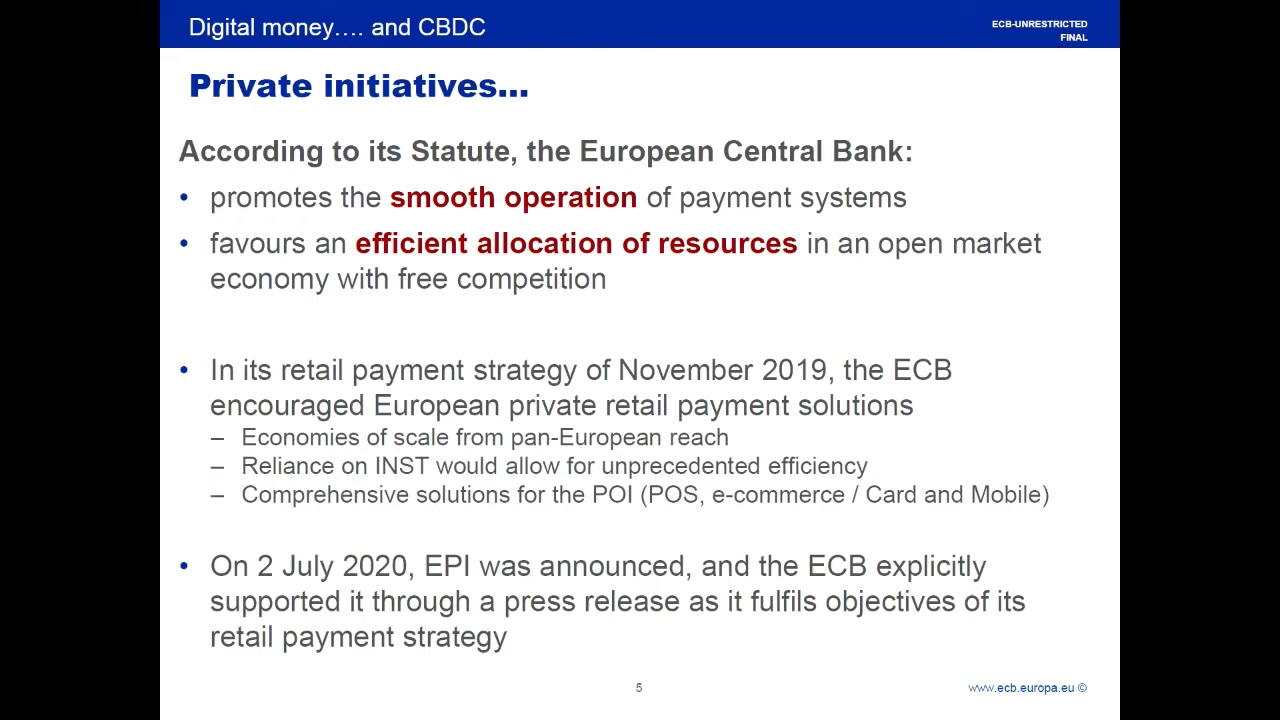 Digital money…. and CBDC
ECB-UNRESTRICTED
FINAL
Private initiatives…
According to its Statute, the European Central Bank:
• promotes the smooth operation of payment systems
• favours an efficient allocation of resources in an open market
economy with free competition
• In its retail payment strategy of November 2019, the ECB
encouraged European private retail payment solutions
– Economies of scale from pan-European reach
– Reliance on INST would allow for unprecedented efficiency
– Comprehensive solutions for the POI (POS, e-commerce / Card and Mobile)
• On 2 July 2020, EPI was announced, and the ECB explicitly
supported it through a press release as it fulfils objectives of its
retail payment strategy
5
www.ecb.europa.eu ©